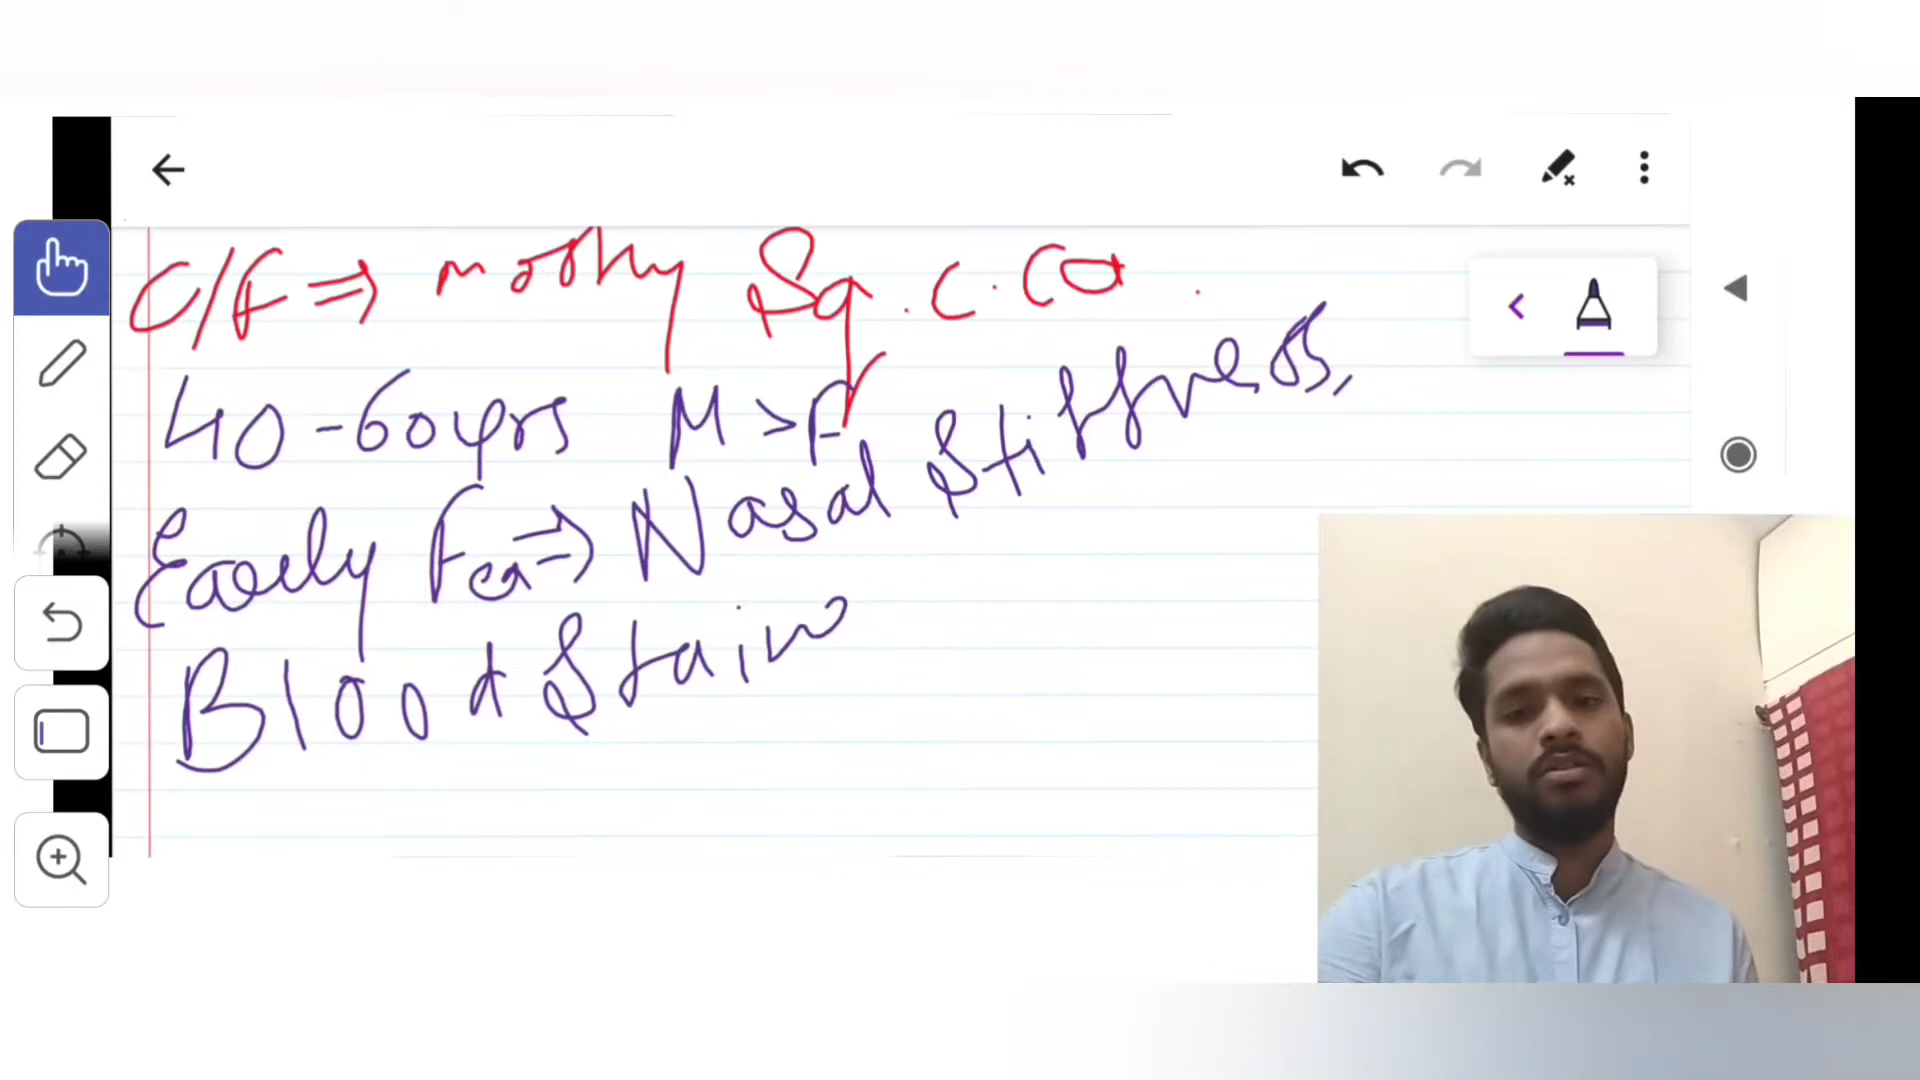 C/F ⇒ mostly Sq. C. Ca.
40-60yrs M > F
Early Fea ⇒ Nasal Stiffness,
Blood Stain